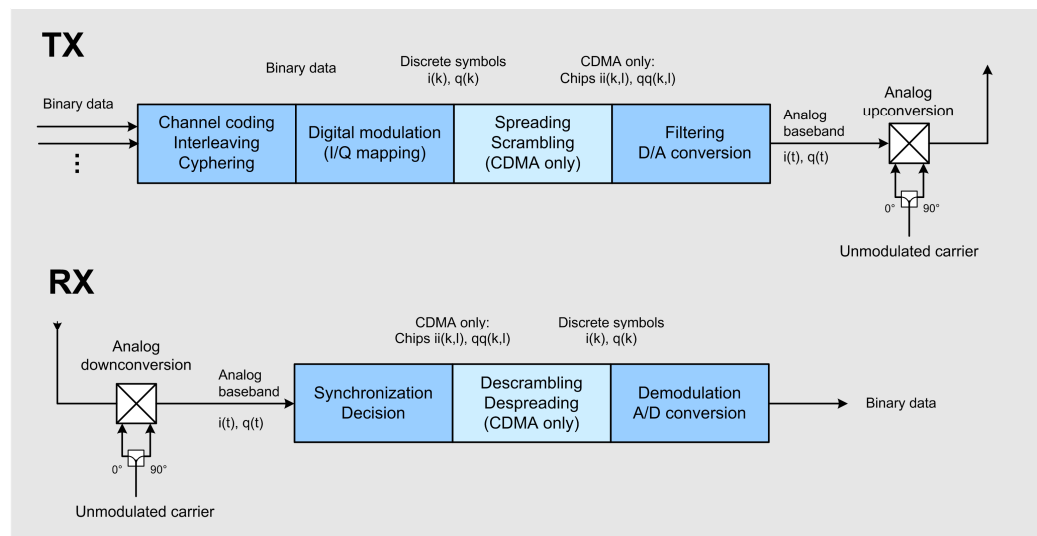 TX
Binary data
Discrete symbols
i(k), q(k)
CDMA only:
Chips ii(k,l), qq(k,l)
Binary data
Channel coding
Interleaving
Cyphering
Digital modulation
(I/Q mapping)
Spreading
Scrambling
(CDMA only)
Filtering
D/A conversion
Analog
baseband
i(t), q(t)
Analog
upconversion
0°
90°
Unmodulated carrier
RX
CDMA only:
Chips ii(k,l), qq(k,l)
Discrete symbols
i(k), q(k)
Analog
downconversion
Analog
baseband
i(t), q(t)
Synchronization
Decision
Descrambling
Despreading
(CDMA only)
Demodulation
A/D conversion
Binary data
0°
90°
Unmodulated carrier